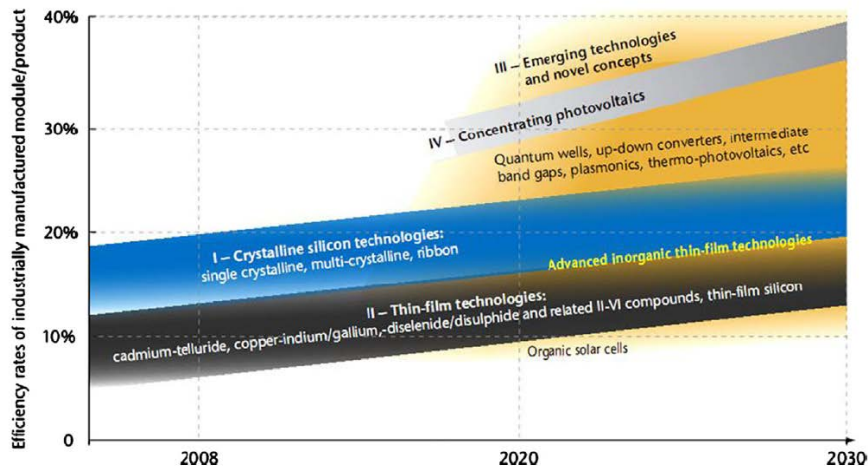 Efficiency rates of industrially manufactured module/product
40%
30%
20%
10%
0
III – Emerging technologies
and novel concepts
IV – Concentrating photovoltaics
Quantum wells, up-down converters, intermediate
band gaps, plasmonics, thermo-photovoltaics, etc
I – Crystalline silicon technologies:
single crystalline, multi-crystalline, ribbon
Advanced inorganic thin-film technologies
II – Thin-film technologies:
cadmium-telluride, copper-indium/gallium,-diselenide/disulphide and related II-VI compounds, thin-film silicon
Organic solar cells
2008
2020
2030